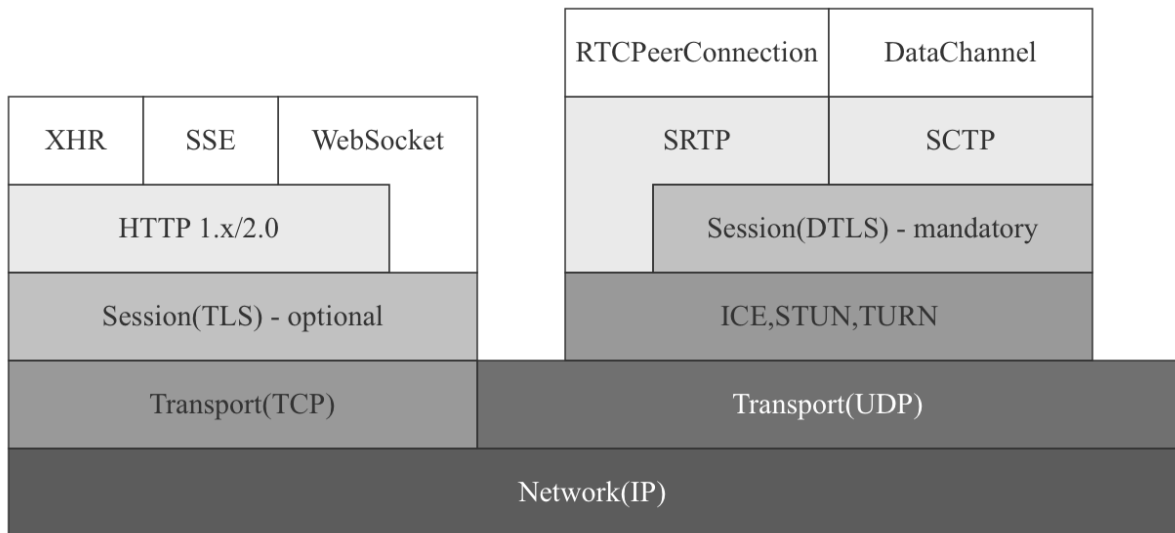 RTCPeerConnection
DataChannel
XHR
SSE
WebSocket
SRTP
SCTP
HTTP 1.x/2.0
Session(DTLS) - mandatory
Session(TLS) - optional
ICE,STUN,TURN
Transport(TCP)
Transport(UDP)
Network(IP)